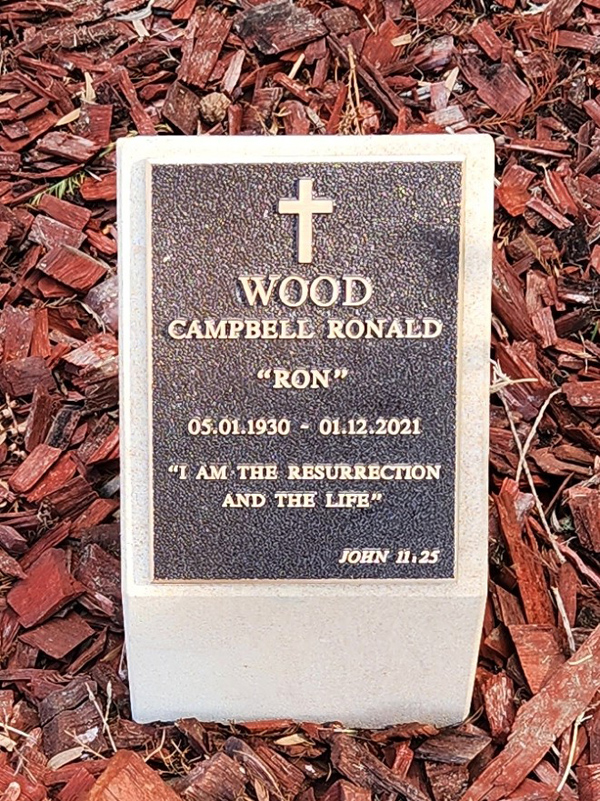 WOOD
CAMPBELL RONALD
“RON”
05.01.1930 - 01.12.2021
“I AM THE RESURRECTION
AND THE LIFE”
JOHN 11:25